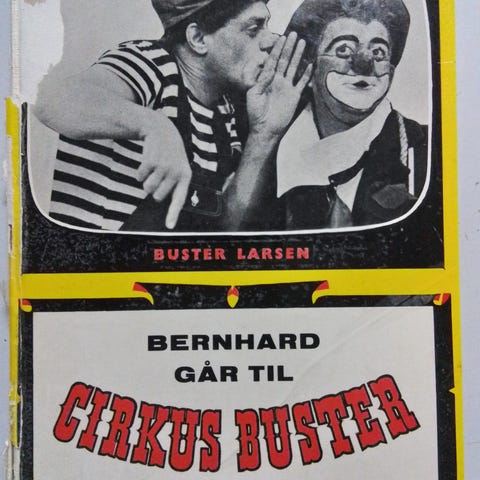 BUSTER LARSEN
BERNHARD
GÅR TIL
CIRKUS BUSTER